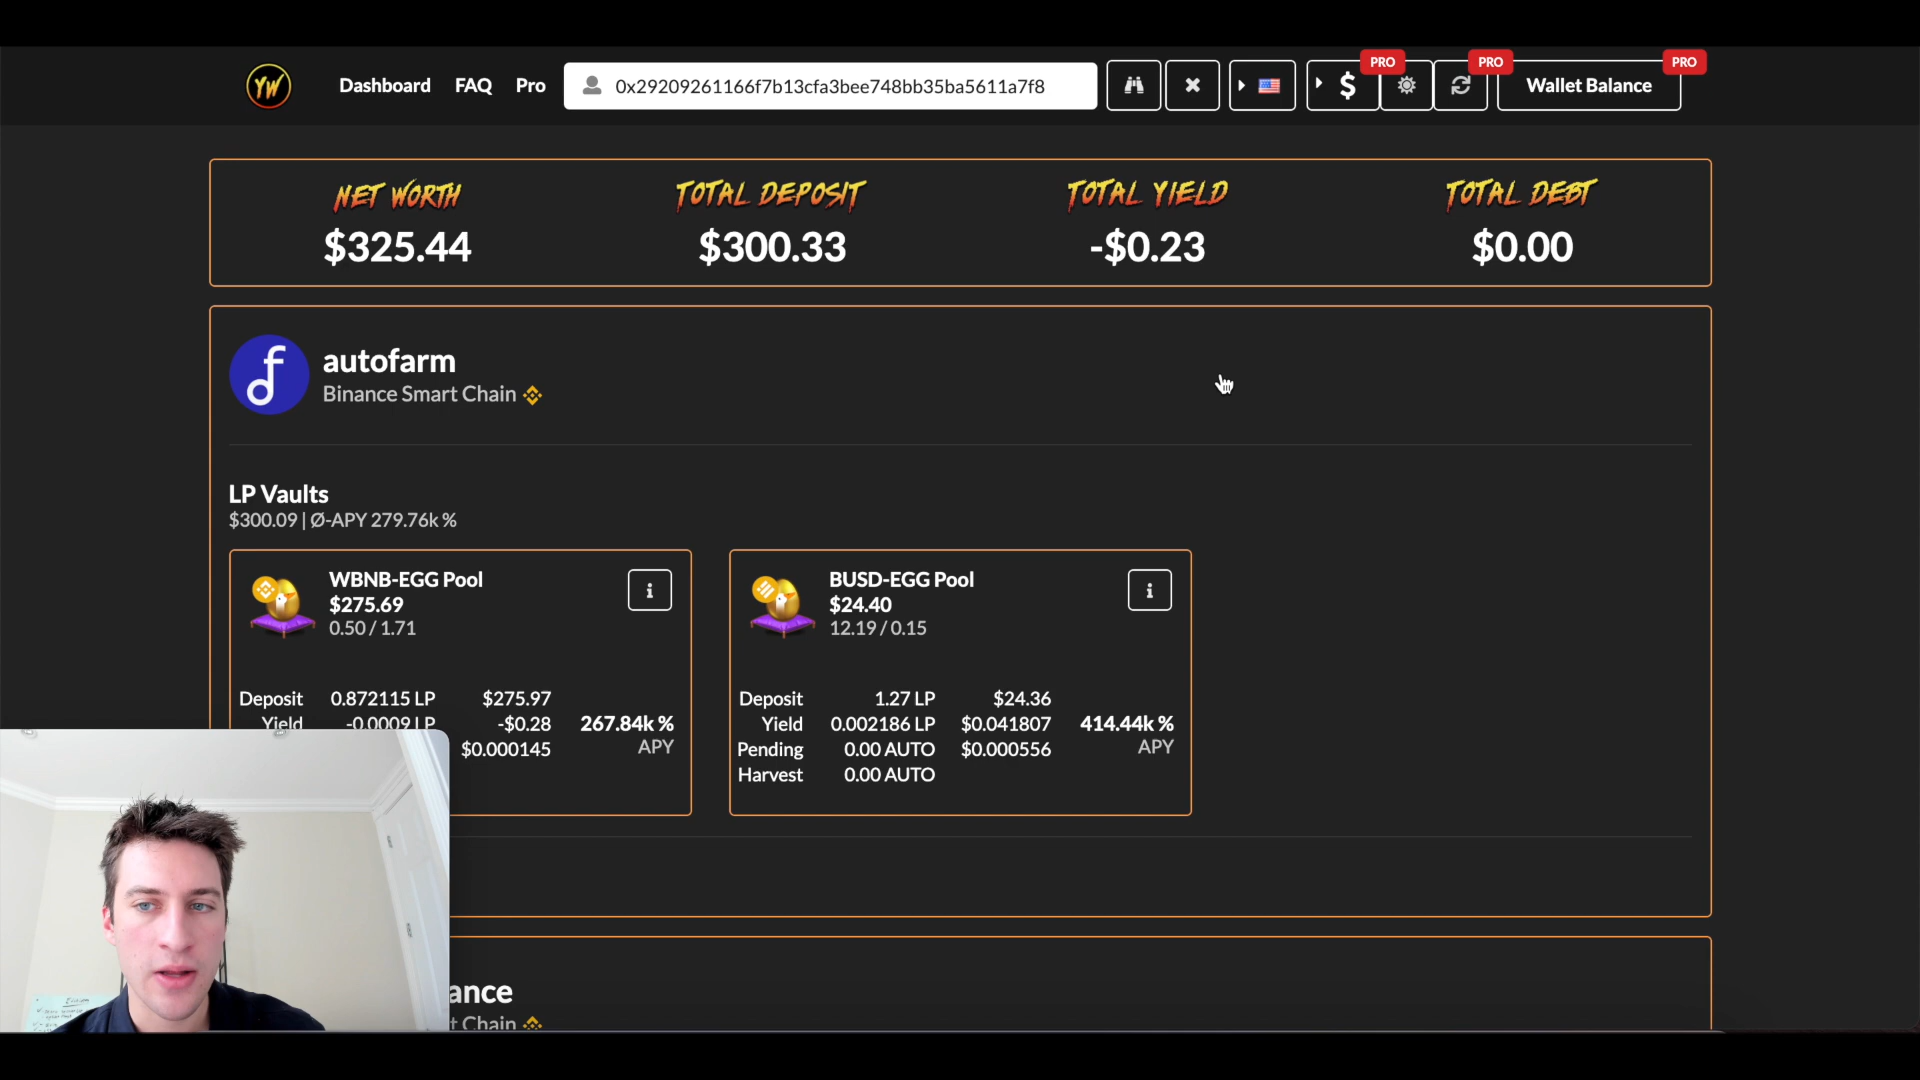 YW
Dashboard
FAQ
Pro
0x29209261166f7b13cfa3bee748bb35ba5611a7f8
$
PRO
PRO
Wallet Balance
PRO
NET WORTH
$325.44
TOTAL DEPOSIT
$300.33
TOTAL YIELD
-$0.23
TOTAL DEBT
$0.00
autofarm
Binance Smart Chain
LP Vaults
$300.09 | Ø-APY 279.76k %
WBNB-EGG Pool
$275.69
0.50 / 1.71
i
Deposit 0.872115 LP $275.97
Yield -0.0009 LP -$0.28 267.84k %
$0.000145 APY
BUSD-EGG Pool
$24.40
12.19 / 0.15
i
Deposit 1.27 LP $24.36
Yield 0.002186 LP $0.041807 414.44k %
Pending 0.00 AUTO $0.000556 APY
Harvest 0.00 AUTO
ance
t Chain